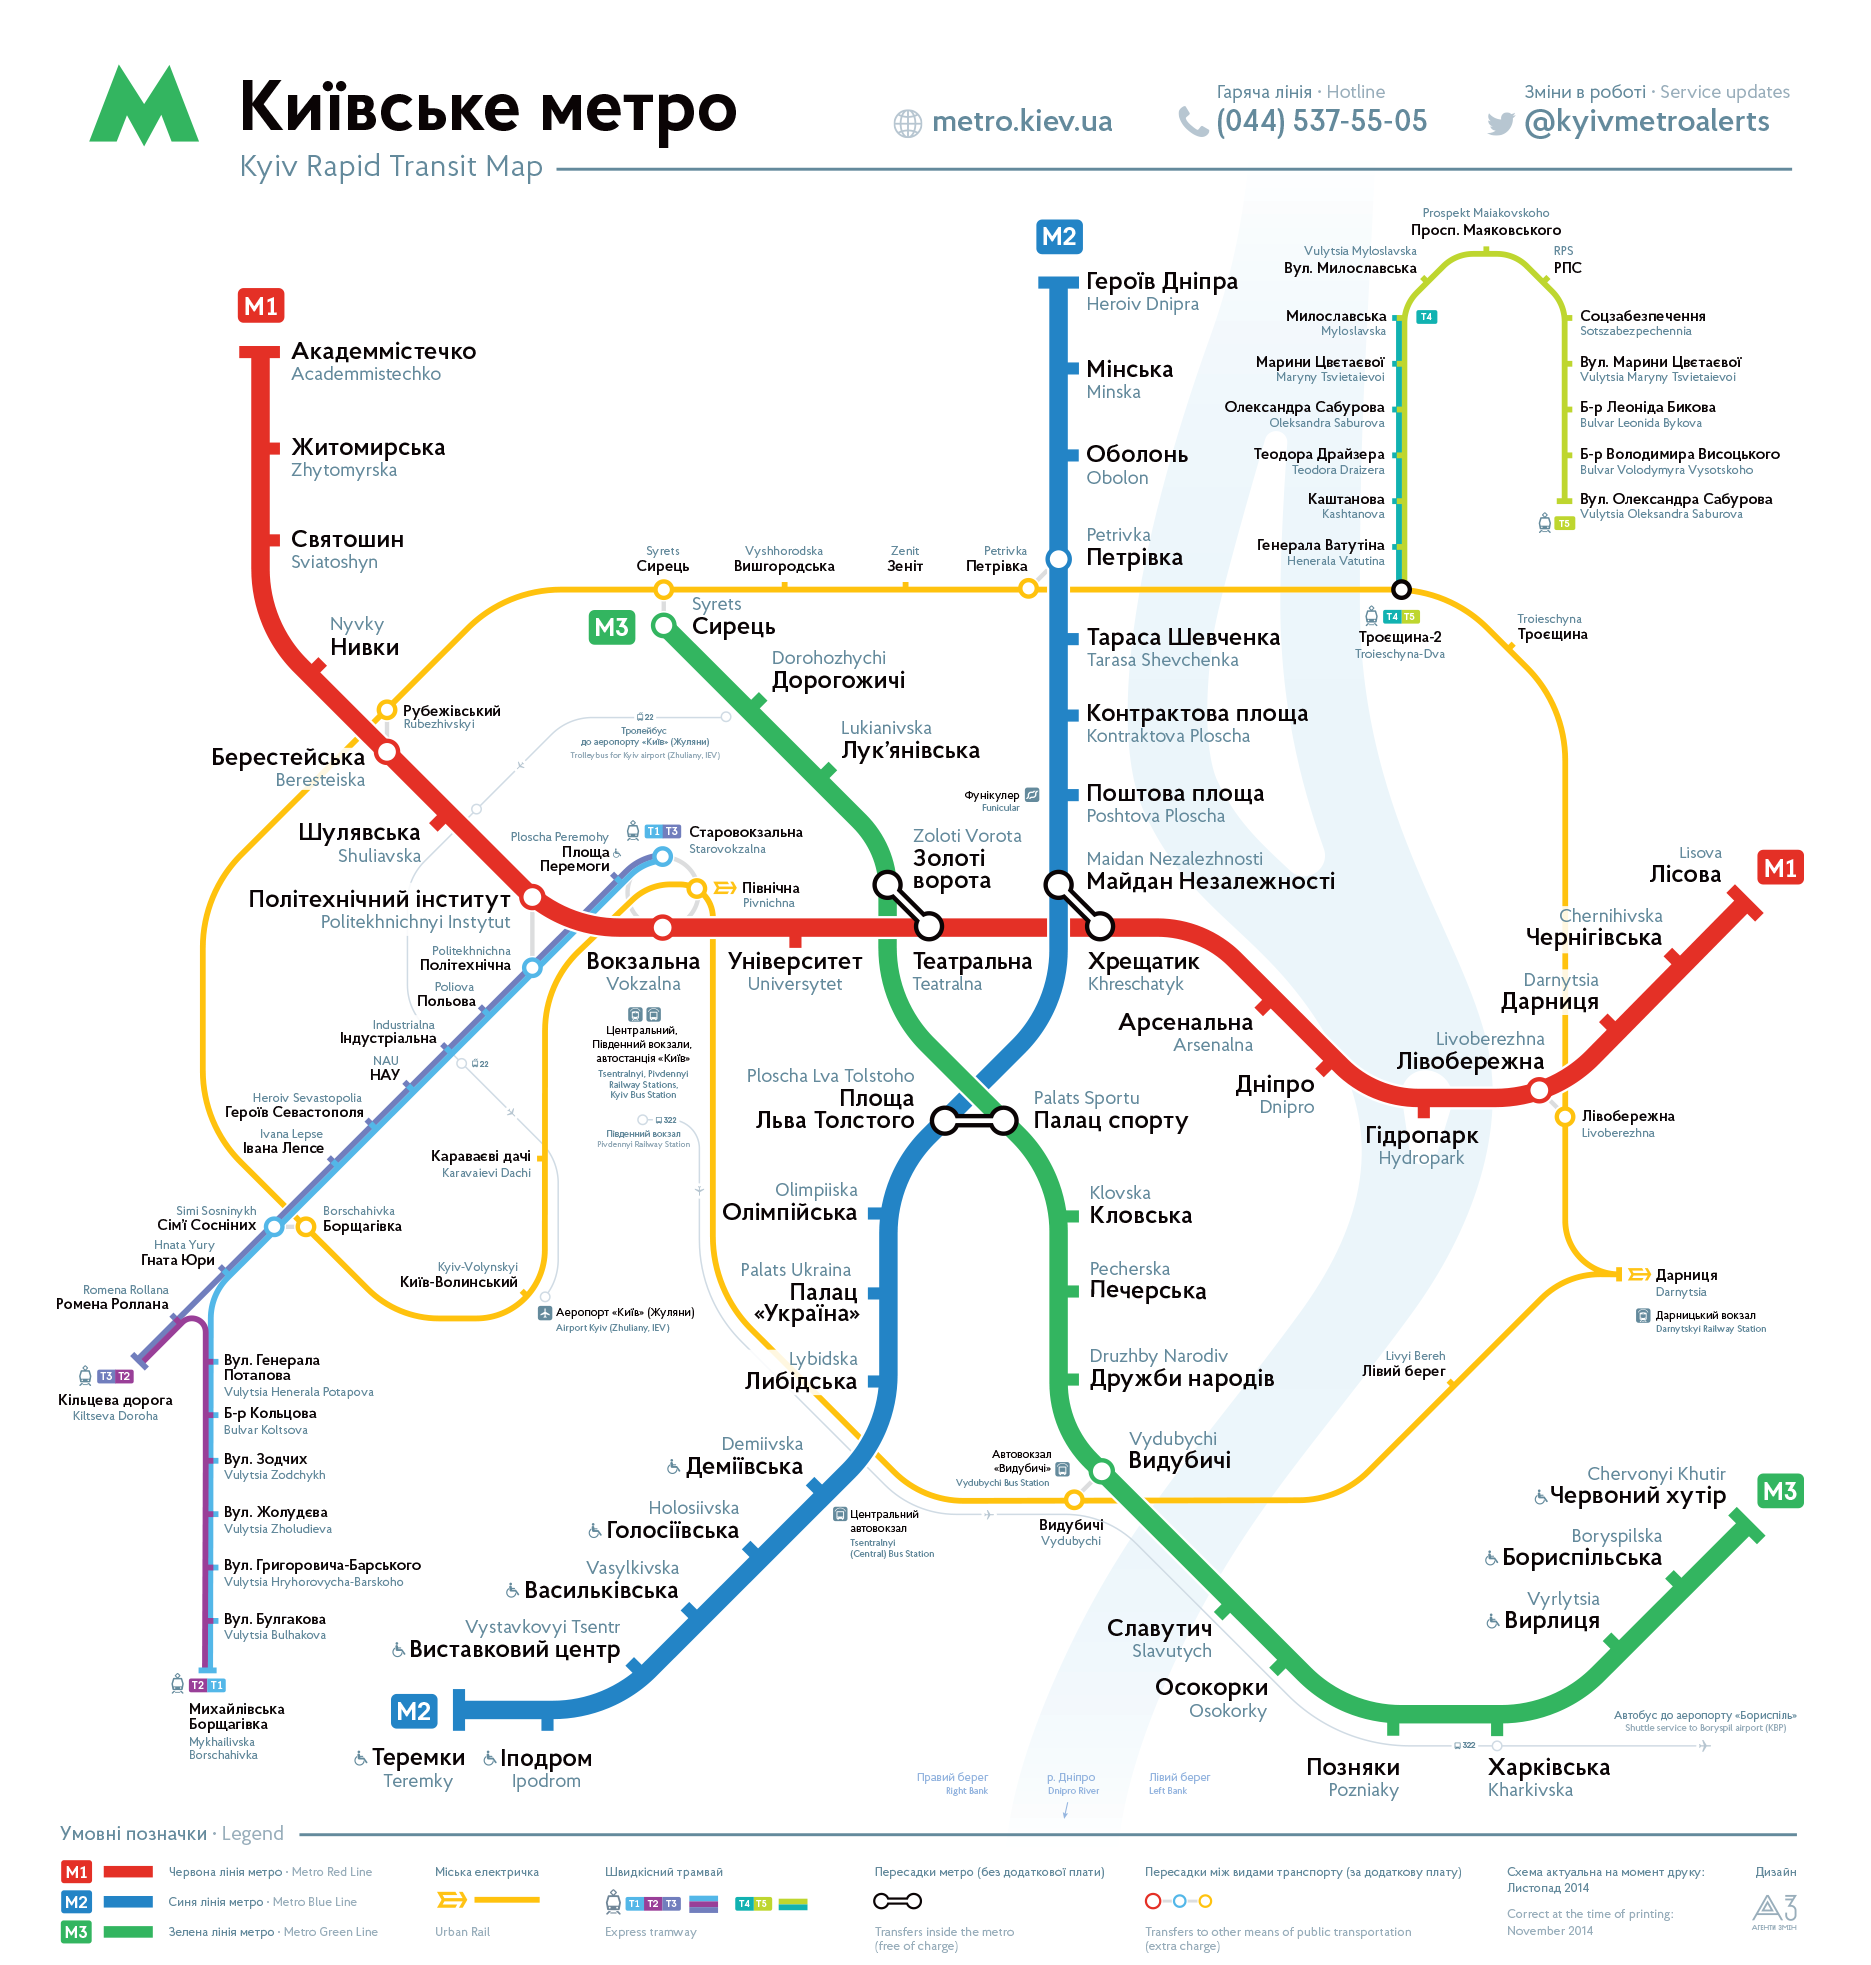 Київське метро
Kyiv Rapid Transit Map
metro.kiev.ua
Гаряча лінія · Hotline
(044) 537-55-05
Зміни в роботі · Service updates
@kyivmetroalerts
M1
Академмістечко
Academmistechko
Житомирська
Zhytomyrska
Святошин
Sviatoshyn
Nyvky
Нивки
Берестейська
Beresteiska
Шулявська
Shuliavska
Політехнічний інститут
Politekhnichnyi Instytut
Вокзальна
Vokzalna
Університет
Universytet
Театральна
Teatralna
Хрещатик
Khreschatyk
Арсенальна
Arsenalna
Дніпро
Dnipro
Гідропарк
Hydropark
Livoberezhna
Лівобережна
Darnytsia
Дарниця
Chernihivska
Чернігівська
Lisova
Лісова
M1
M2
Героїв Дніпра
Heroiv Dnipra
Мінська
Minska
Оболонь
Obolon
Petrivka
Петрівка
Тараса Шевченка
Tarasa Shevchenka
Контрактова площа
Kontraktova Ploscha
Поштова площа
Poshtova Ploscha
Фунікулер
Funicular
Maidan Nezalezhnosti
Майдан Незалежності
Ploscha Lva Tolstoho
Площа
Льва Толстого
Olimpiiska
Олімпійська
Palats Ukraina
Палац
«Україна»
Lybidska
Либідська
Demiivska
Деміївська
Holosiivska
Голосіївська
Vasylkivska
Васильківська
Vystavkovyi Tsentr
Виставковий центр
M2
Іподром
Ipodrom
Теремки
Teremky
M3
Syrets
Сирець
Dorohozhychi
Дорогожичі
Lukianivska
Лук’янівська
Zoloti Vorota
Золоті
ворота
Palats Sportu
Палац спорту
Klovska
Кловська
Pecherska
Печерська
Druzhby Narodiv
Дружби народів
Vydubychi
Видубичі
Славутич
Slavutych
Осокорки
Osokorky
Позняки
Pozniaky
Харківська
Kharkivska
Vyrlytsia
Вирлиця
Boryspilska
Бориспільська
Chervonyi Khutir
Червоний хутір
M3
Syrets
Сирець
Vyshhorodska
Вишгородська
Zenit
Зеніт
Petrivka
Петрівка
T4 T5
Троєщина-2
Troieschyna-Dva
Troieschyna
Троєщина
Лівобережна
Livoberezhna
Дарниця
Darnytsia
Дарницький вокзал
Darnytskyi Railway Station
Livyi Bereh
Лівий берег
Видубичі
Vydubychi
Автовокзал
«Видубичі»
Vydubychi Bus Station
Центральний
автовокзал
Tsentralnyi
(Central) Bus Station
Північна
Pivnichna
Караваєві дачі
Karavaievi Dachi
Kyiv-Volynskyi
Київ-Волинський
Аеропорт «Київ» (Жуляни)
Airport Kyiv (Zhuliany, IEV)
Borschahivka
Борщагівка
Рубежівський
Rubezhivskyi
22
Тролейбус
до аеропорту «Київ» (Жуляни)
Trolleybus for Kyiv airport (Zhuliany, IEV)
22
Центральний,
Південний вокзали,
автостанція «Київ»
Tsentralnyi, Pivdennyi
Railway Stations,
Kyiv Bus Station
322
Південний вокзал
Pivdennyi Railway Station
T1 T3
Старовокзальна
Starovokzalna
Ploscha Peremohy
Площа
Перемоги
Politekhnichna
Політехнічна
Poliova
Польова
Industrialna
Індустріальна
NAU
НАУ
Heroiv Sevastopolia
Героїв Севастополя
Ivana Lepse
Івана Лепсе
Simi Sosninykh
Сім’ї Сосніних
Hnata Yury
Гната Юри
Romena Rollana
Ромена Роллана
T3 T2
Кільцева дорога
Kiltseva Doroha
Вул. Генерала
Потапова
Vulytsia Henerala Potapova
Б-р Кольцова
Bulvar Koltsova
Вул. Зодчих
Vulytsia Zodchykh
Вул. Жолудєва
Vulytsia Zholudieva
Вул. Григоровича-Барського
Vulytsia Hryhorovycha-Barskoho
Вул. Булгакова
Vulytsia Bulhakova
T2 T1
Михайлівська
Борщагівка
Mykhailivska
Borschahivka
Prospekt Maiakovskoho
Просп. Маяковського
Vulytsia Myloslavska
Вул. Милославська
RPS
РПС
Милославська
Myloslavska
T4
Марини Цвєтаєвої
Maryny Tsvietaievoi
Олександра Сабурова
Oleksandra Saburova
Теодора Драйзера
Teodora Draizera
Каштанова
Kashtanova
Генерала Ватутіна
Henerala Vatutina
Соцзабезпечення
Sotszabezpechennia
Вул. Марини Цвєтаєвої
Vulytsia Maryny Tsvietaievoi
Б-р Леоніда Бикова
Bulvar Leonida Bykova
Б-р Володимира Висоцького
Bulvar Volodymyra Vysotskoho
Вул. Олександра Сабурова
Vulytsia Oleksandra Saburova
T5
Автобус до аеропорту «Бориспіль»
Shuttle service to Boryspil airport (KBP)
322
Правий берег
Right Bank
р. Дніпро
Dnipro River
Лівий берег
Left Bank
Умовні позначки · Legend
M1 Червона лінія метро · Metro Red Line
M2 Синя лінія метро · Metro Blue Line
M3 Зелена лінія метро · Metro Green Line
Міська електричка
Urban Rail
Швидкісний трамвай
T1 T2 T3 T4 T5
Express tramway
Пересадки метро (без додаткової плати)
Transfers inside the metro
(free of charge)
Пересадки між видами транспорту (за додаткову плату)
Transfers to other means of public transportation
(extra charge)
Схема актуальна на момент друку:
Листопад 2014
Correct at the time of printing:
November 2014
Дизайн
А3
АГЕНТИ ЗМІН